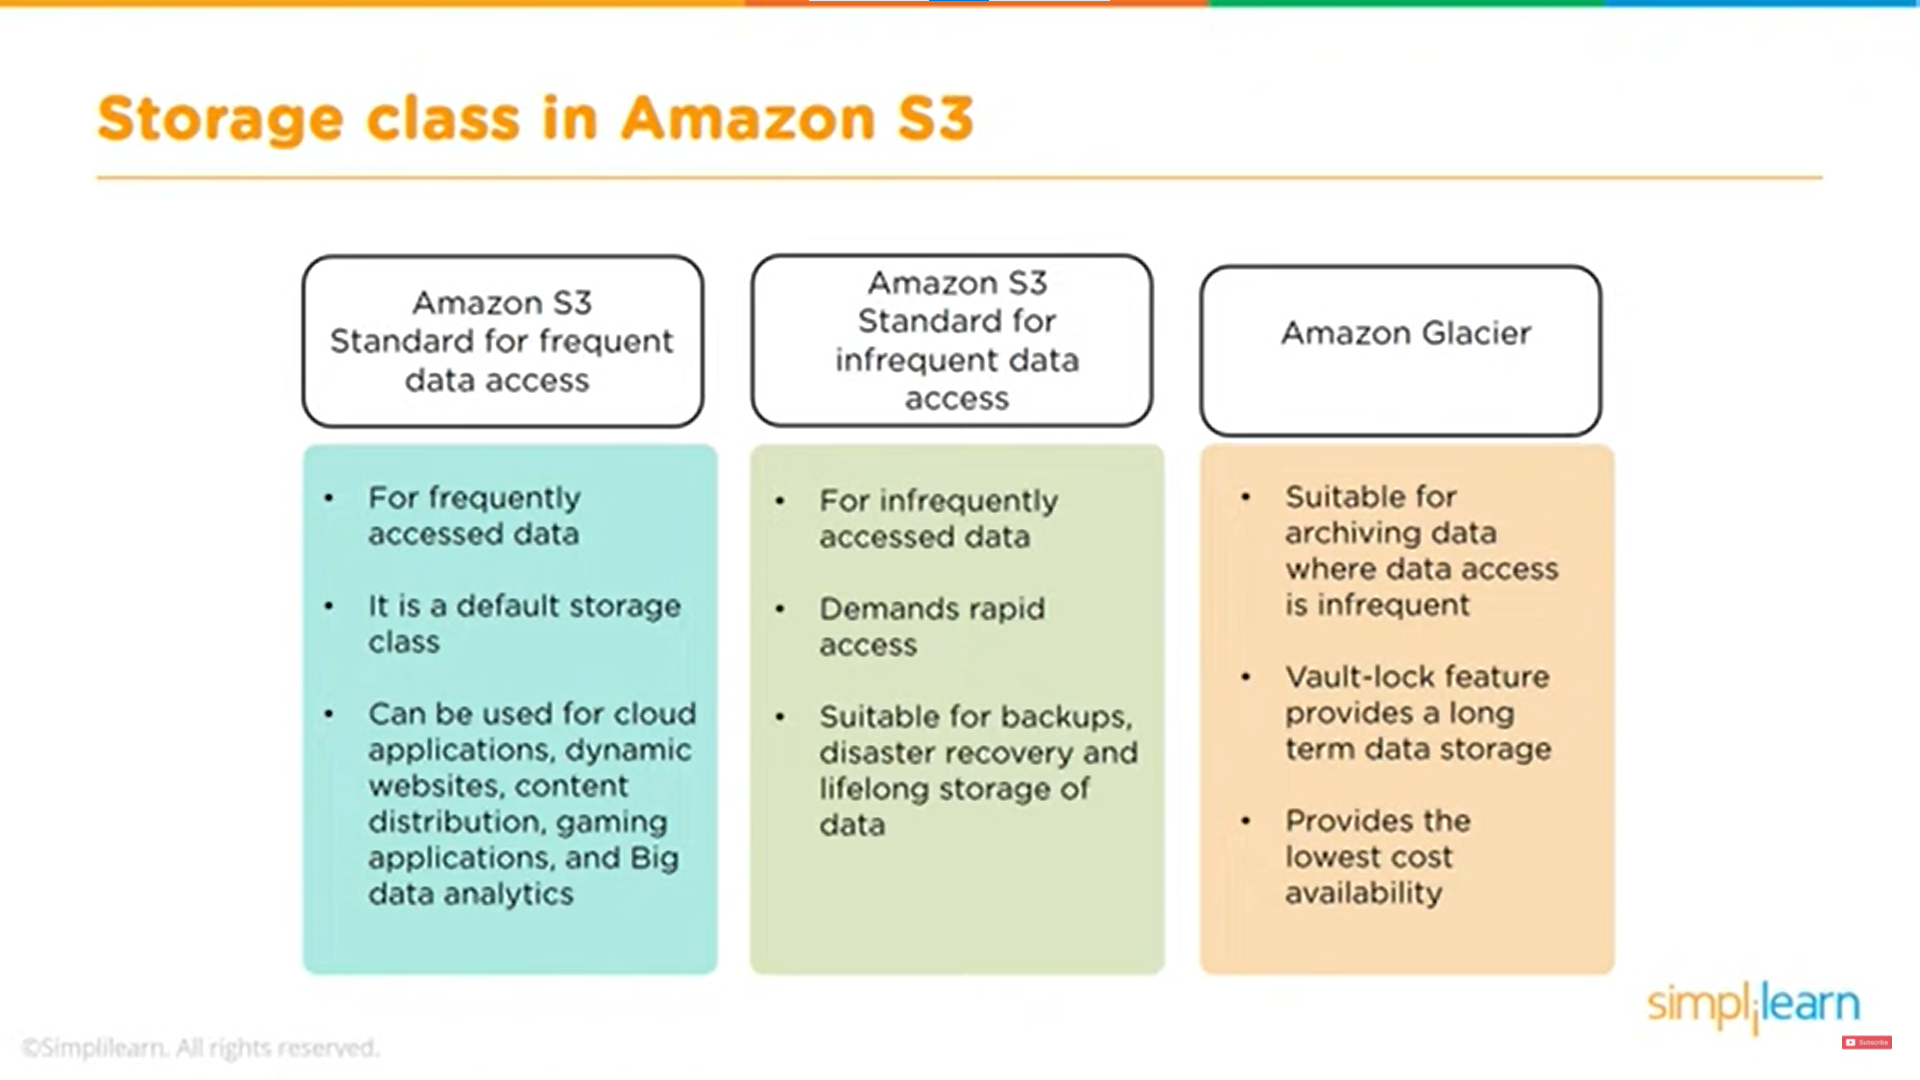 Storage class in Amazon S3
Amazon S3
Standard for frequent
data access
• For frequently
accessed data
• It is a default storage
class
• Can be used for cloud
applications, dynamic
websites, content
distribution, gaming
applications, and Big
data analytics
Amazon S3
Standard for
infrequent data
access
• For infrequently
accessed data
• Demands rapid
access
• Suitable for backups,
disaster recovery and
lifelong storage of
data
Amazon Glacier
• Suitable for
archiving data
where data access
is infrequent
• Vault-lock feature
provides a long
term data storage
• Provides the
lowest cost
availability
simplilearn
Subscribe
©Simplilearn. All rights reserved.